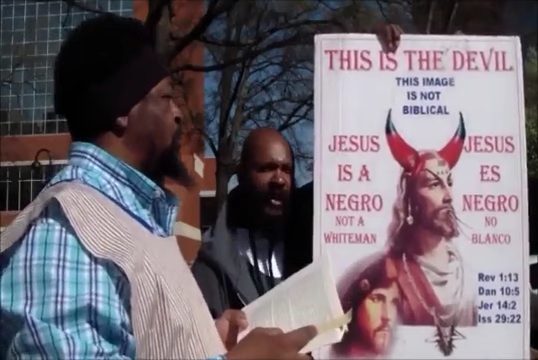 THIS IS THE DEVIL
THIS IMAGE
IS NOT
BIBLICAL
JESUS
IS A
NEGRO
NOT A
WHITEMAN
JESUS
ES
NEGRO
NO
BLANCO
Rev 1:13
Dan 10:5
Jer 14:2
Iss 29:22